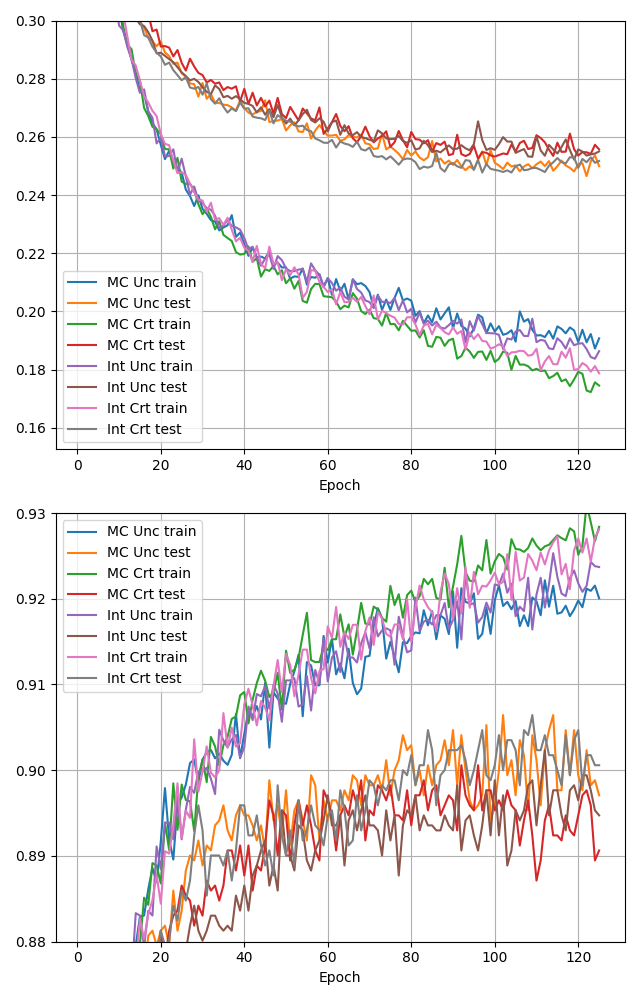 0.30
0.28
0.26
0.24
0.22
0.20
0.18
0.16
MC Unc train
MC Unc test
MC Crt train
MC Crt test
Int Unc train
Int Unc test
Int Crt train
Int Crt test
0 20 40 60 80 100 120
Epoch
0.93
0.92
0.91
0.90
0.89
0.88
MC Unc train
MC Unc test
MC Crt train
MC Crt test
Int Unc train
Int Unc test
Int Crt train
Int Crt test
0 20 40 60 80 100 120
Epoch